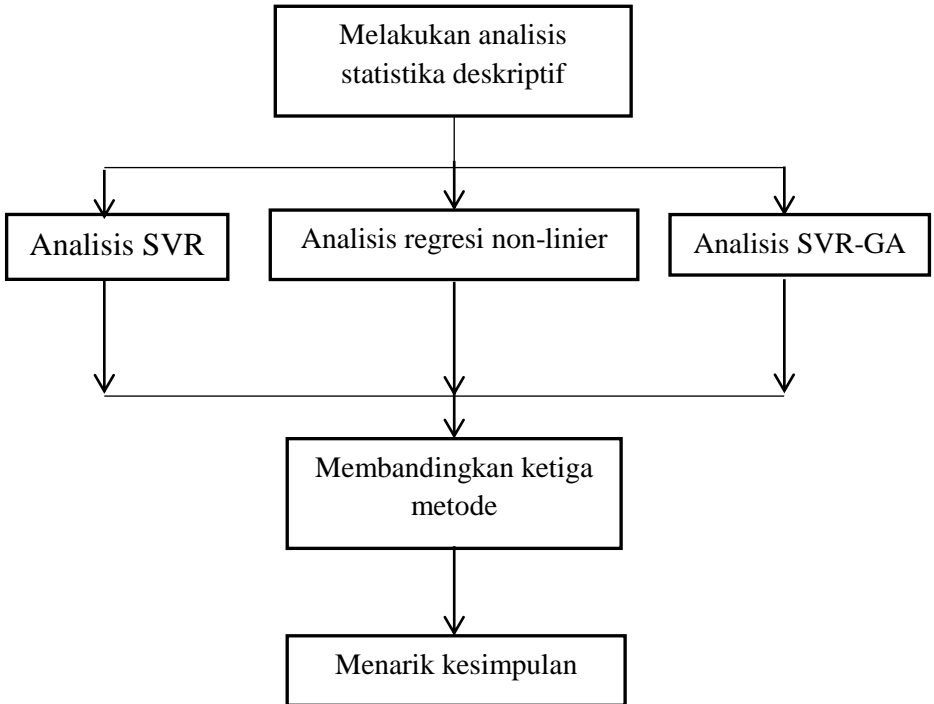 Melakukan analisis
statistika deskriptif
Analisis SVR
Analisis regresi non-linier
Analisis SVR-GA
Membandingkan ketiga
metode
Menarik kesimpulan